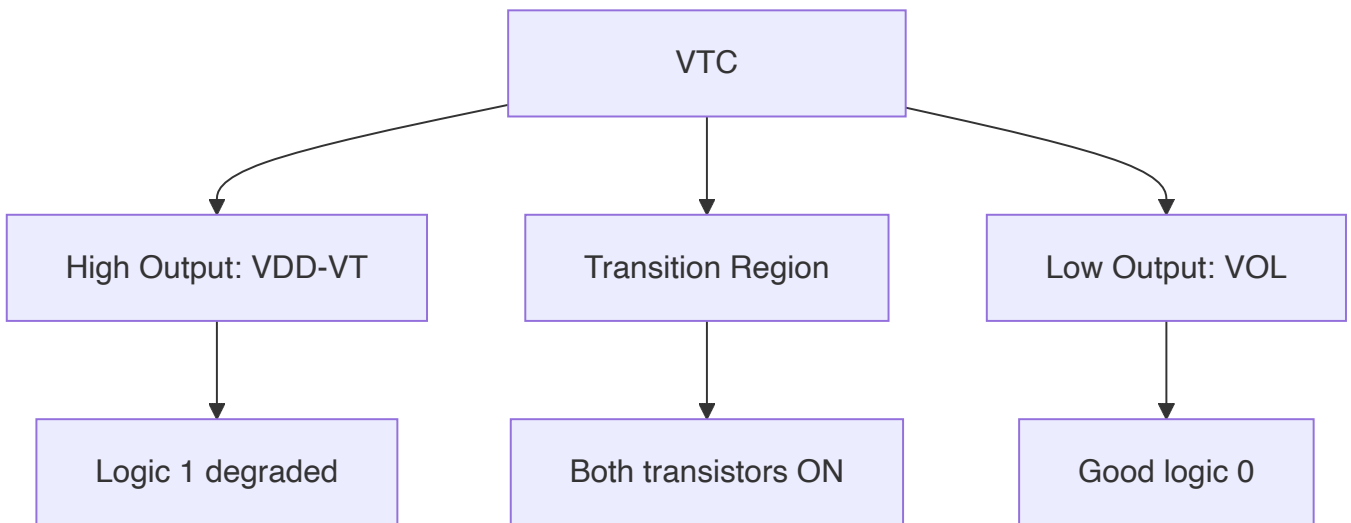 VTC
High Output: VDD-VT
Transition Region
Low Output: VOL
Logic 1 degraded
Both transistors ON
Good logic 0